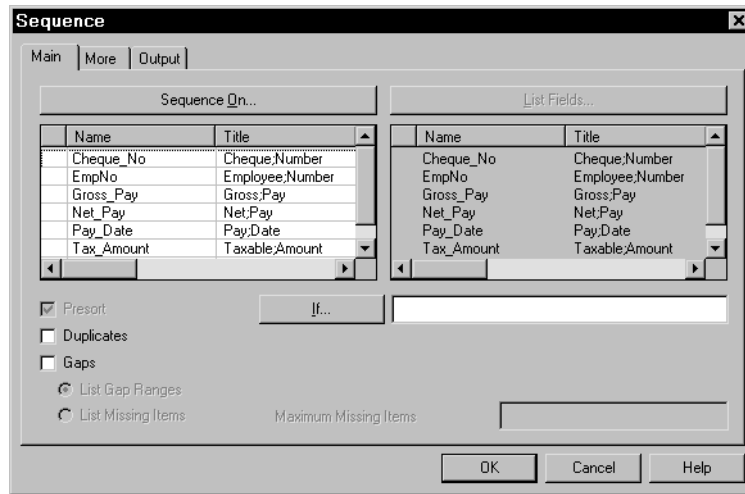 Sequence
Main More Output
Sequence On... List Fields...
Name Title Name Title
Cheque_No Cheque;Number Cheque_No Cheque;Number
EmpNo Employee;Number EmpNo Employee;Number
Gross_Pay Gross;Pay Gross_Pay Gross;Pay
Net_Pay Net;Pay Net_Pay Net;Pay
Pay_Date Pay;Date Pay_Date Pay;Date
Tax_Amount Taxable;Amount Tax_Amount Taxable;Amount
Presort If...
Duplicates
Gaps
List Gap Ranges
List Missing Items Maximum Missing Items
OK Cancel Help